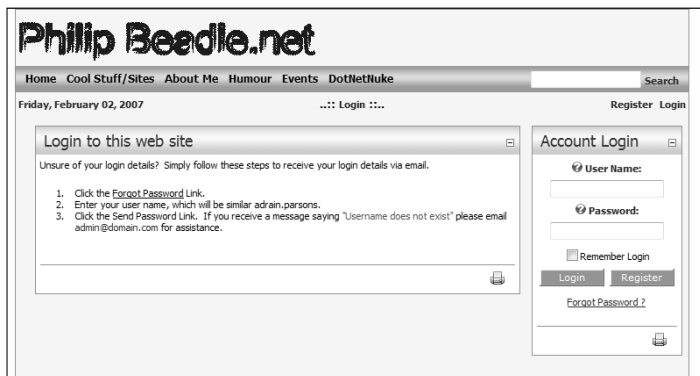 Philip Beadle.net
Home Cool Stuff/Sites About Me Humour Events DotNetNuke Search
Friday, February 02, 2007 ..:: Login ::.. Register Login
Login to this web site
Unsure of your login details? Simply follow these steps to receive your login details via email.
1. Click the Forgot Password Link.
2. Enter your user name, which will be similar adrain.parsons.
3. Click the Send Password Link. If you receive a message saying "Username does not exist" please email
admin@domain.com for assistance.
Account Login
User Name:
Password:
Remember Login
Login Register
Forgot Password ?